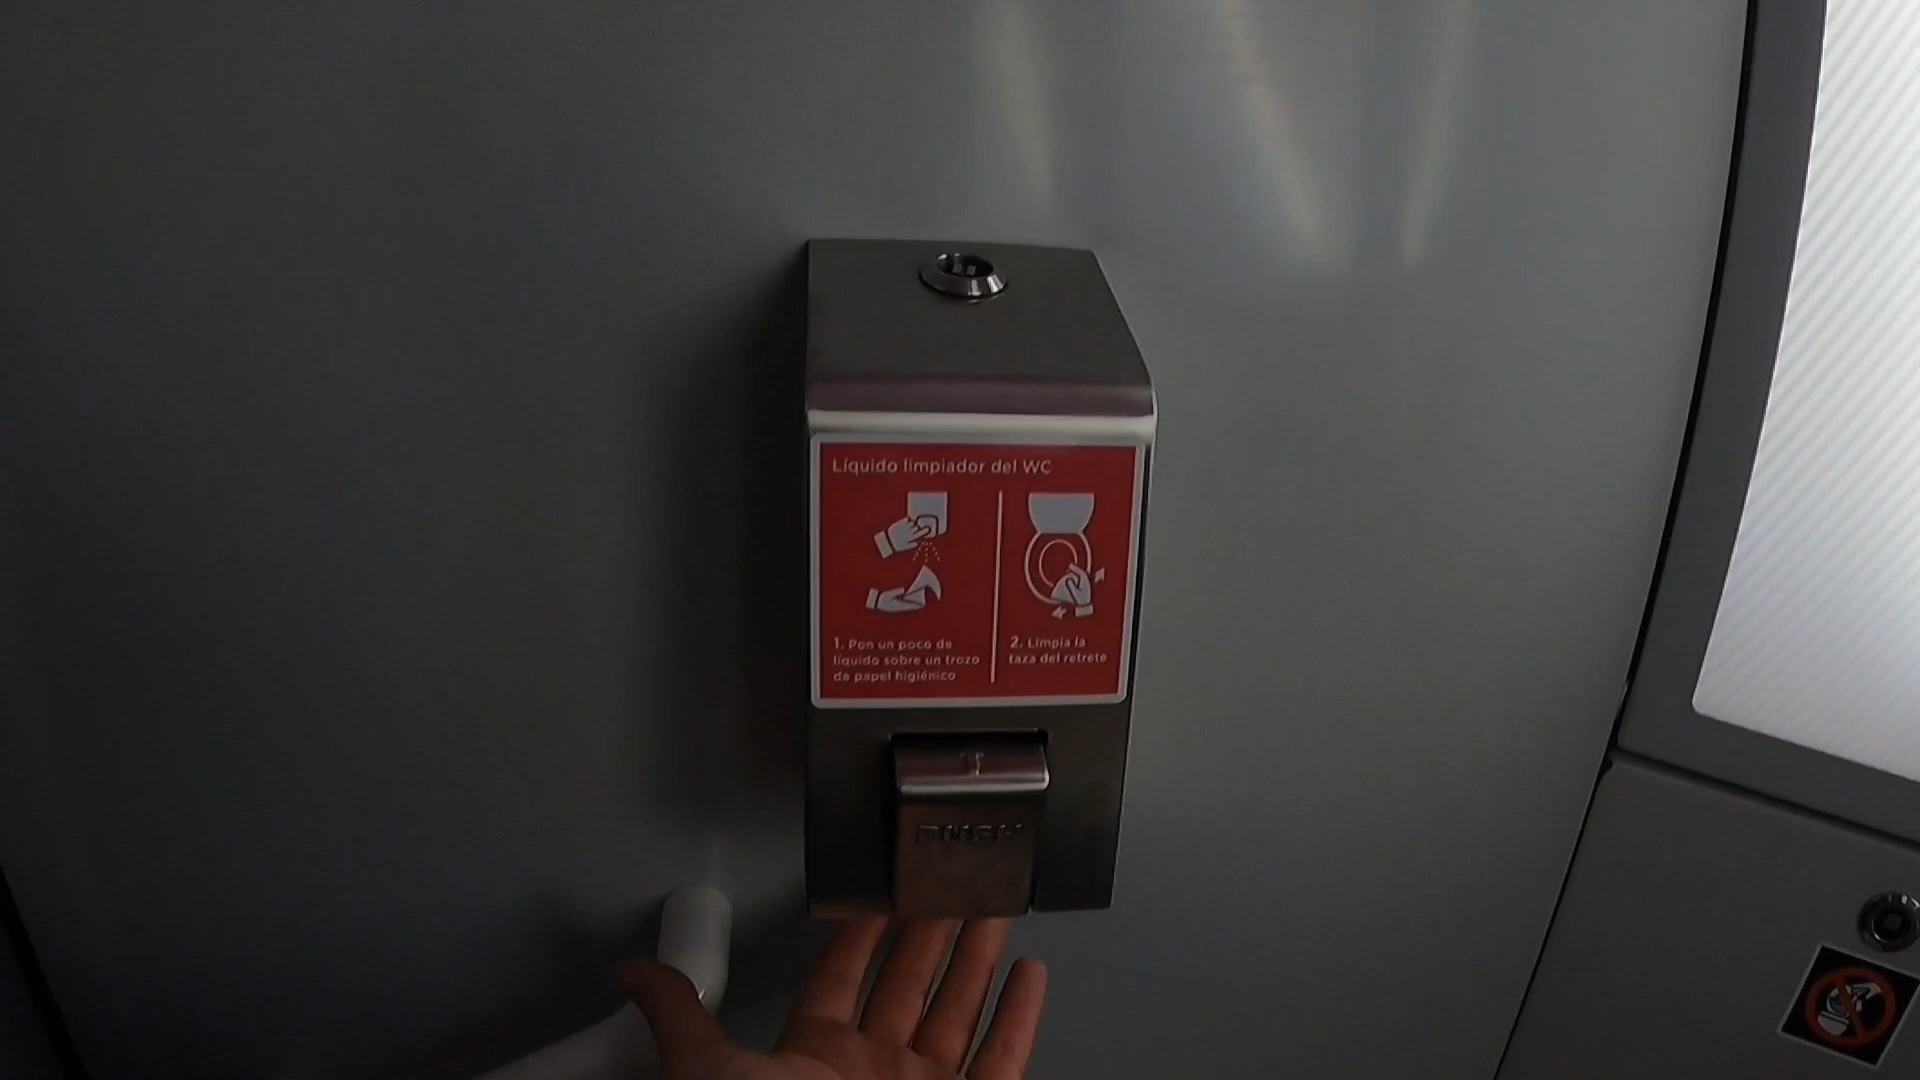 Líquido limpiador del WC
1. Pon un poco de
líquido sobre un trozo
de papel higiénico
2. Limpia la
taza del retrete
PUSH